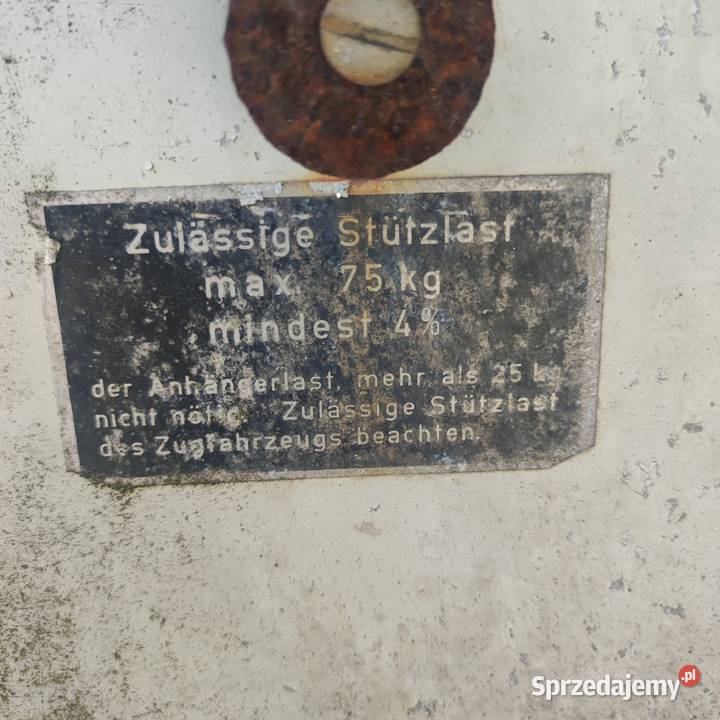 Zulässige Stützlast
max. 75 kg
mindest 4%
der Anhängerlast, mehr als 25 kg
nicht nötig. Zulässige Stützlast
des Zugfahrzeugs beachten.
Sprzedajemy.pl